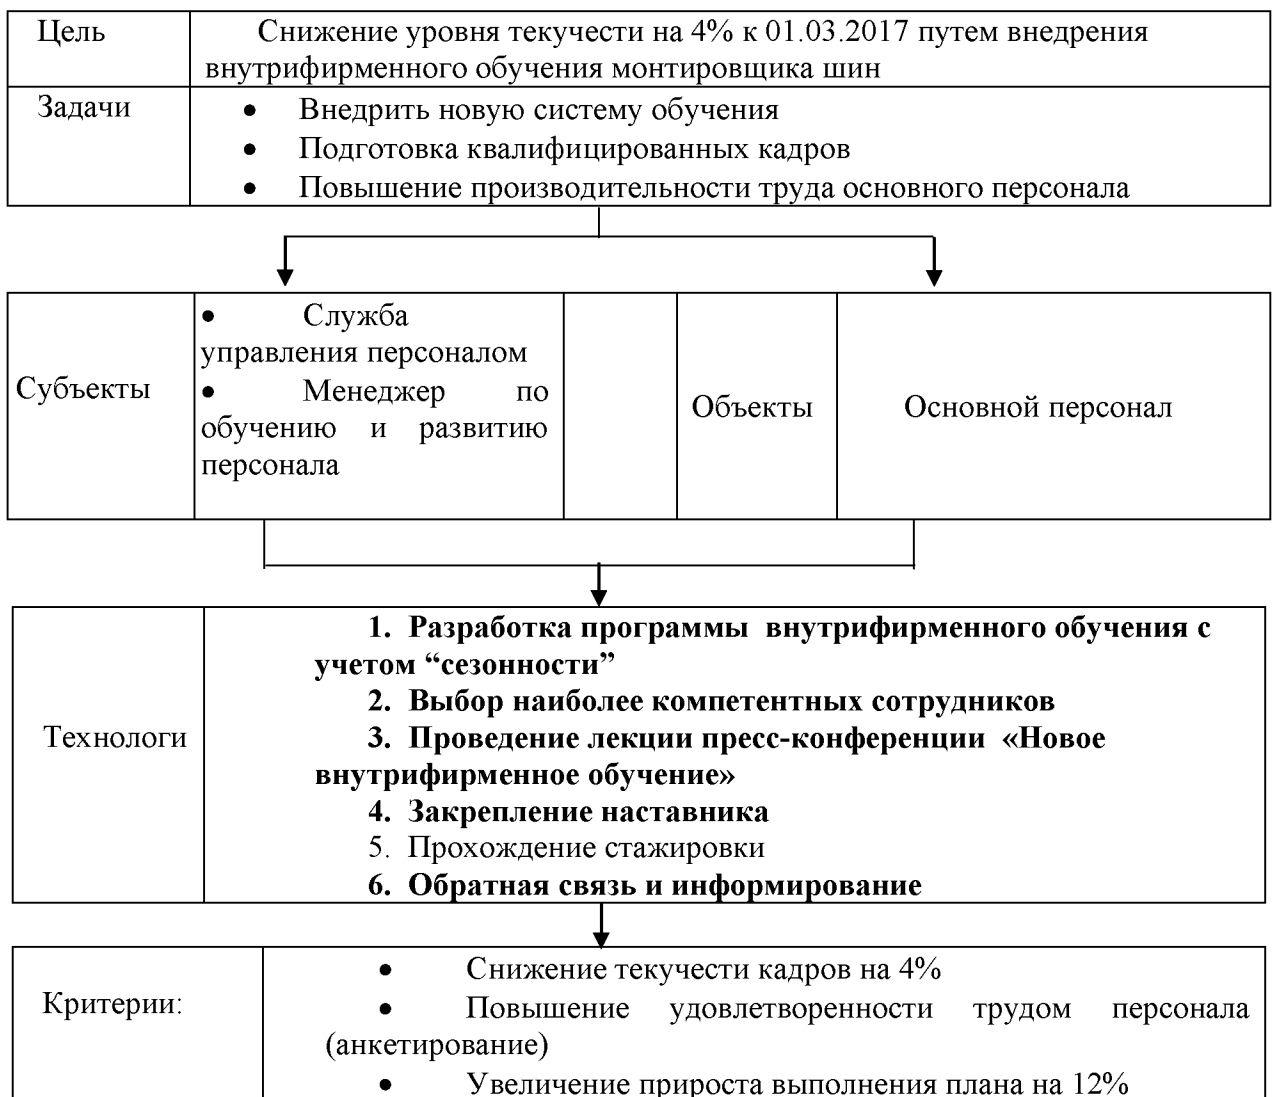 Цель
Снижение уровня текучести на 4% к 01.03.2017 путем внедрения
внутрифирменного обучения монтировщика шин
Задачи
• Внедрить новую систему обучения
• Подготовка квалифицированных кадров
• Повышение производительности труда основного персонала
Субъекты
• Служба
управления персоналом
• Менеджер по
обучению и развитию
персонала
Объекты
Основной персонал
Технологи
1. Разработка программы внутрифирменного обучения с
учетом “сезонности”
2. Выбор наиболее компетентных сотрудников
3. Проведение лекции пресс-конференции «Новое
внутрифирменное обучение»
4. Закрепление наставника
5. Прохождение стажировки
6. Обратная связь и информирование
Критерии:
• Снижение текучести кадров на 4%
• Повышение удовлетворенности трудом персонала
(анкетирование)
• Увеличение прироста выполнения плана на 12%